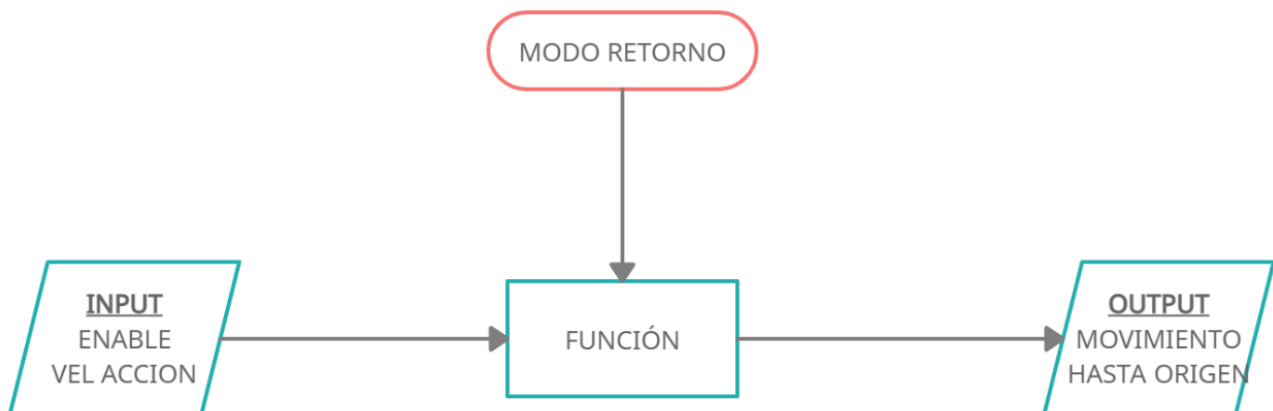 MODO RETORNO
INPUT
ENABLE
VEL ACCION
FUNCIÓN
OUTPUT
MOVIMIENTO
HASTA ORIGEN